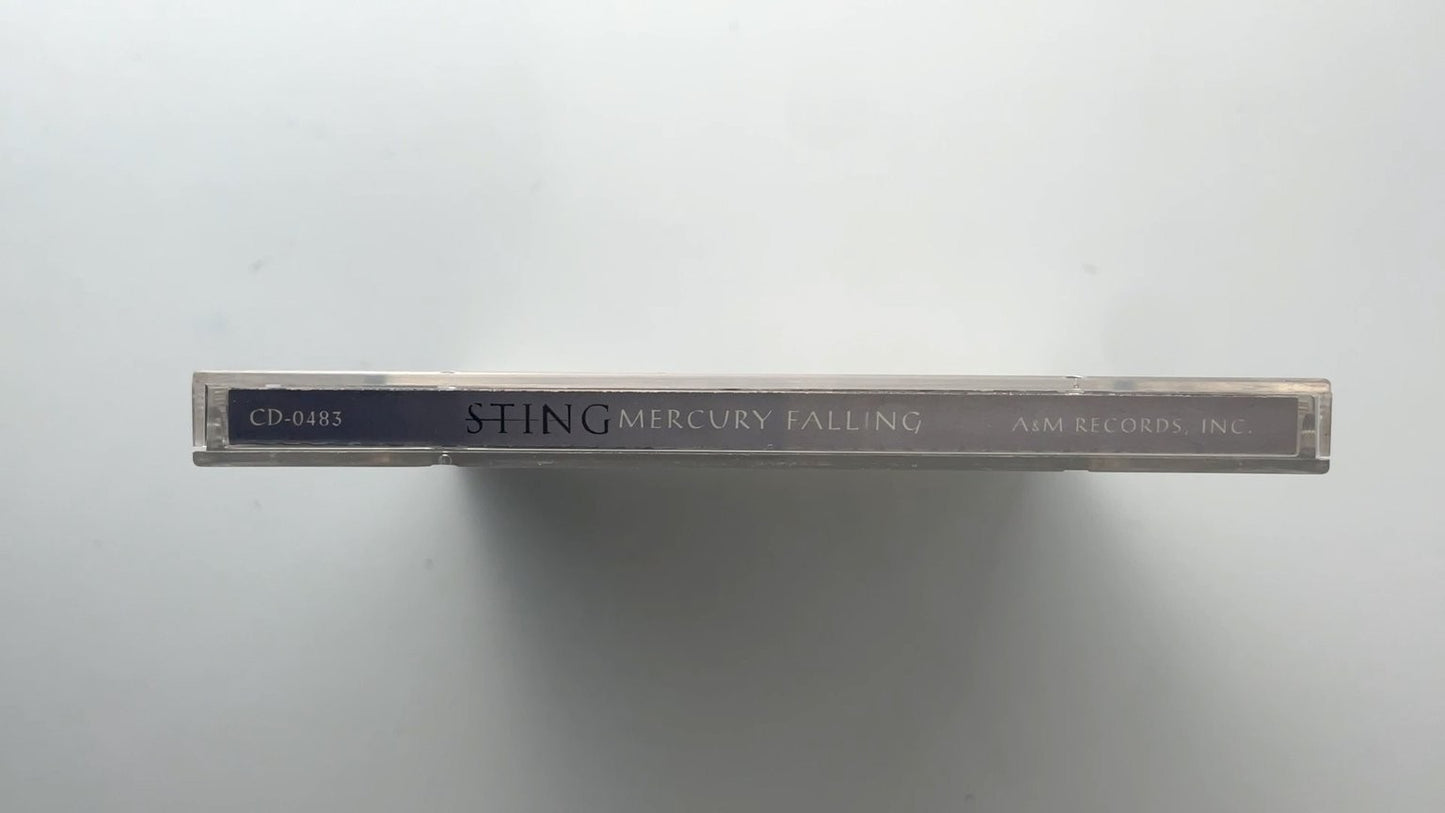 CD-0483 STING MERCURY FALLING A&M RECORDS, INC.